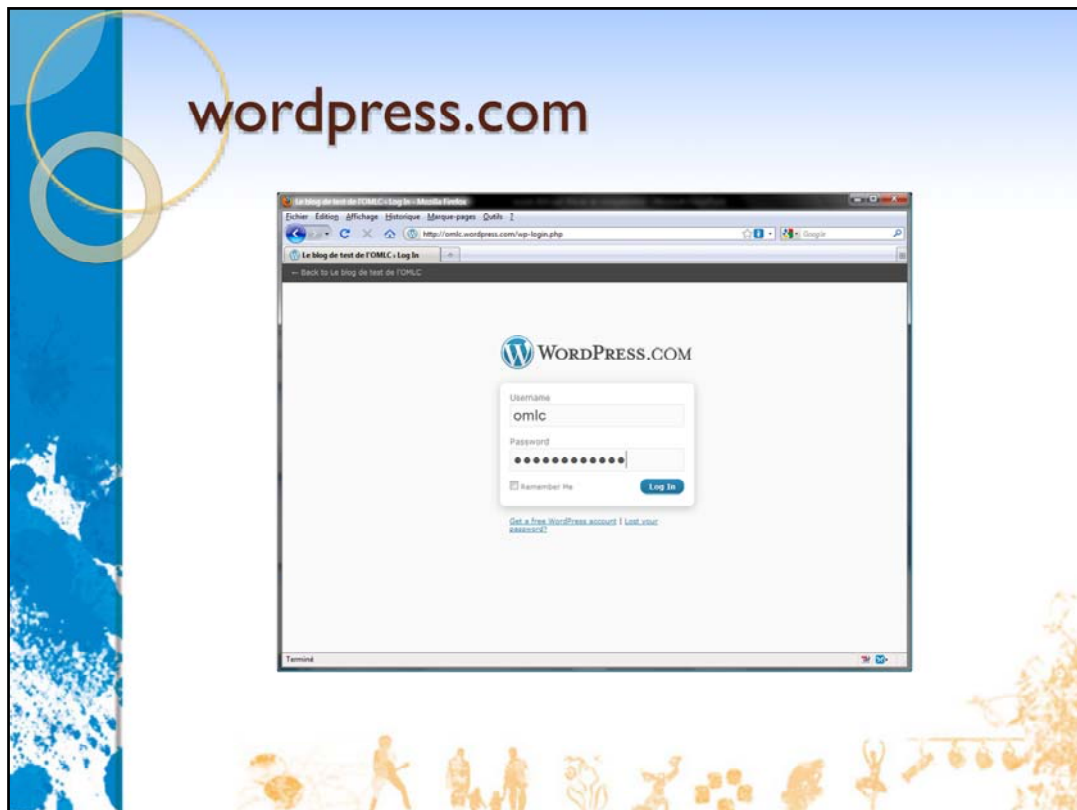 wordpress.com
Le blog de test de l'OMLC › Log In - Mozilla Firefox
Fichier Édition Affichage Historique Marque-pages Outils ?
http://omlc.wordpress.com/wp-login.php
Google
Le blog de test de l'OMLC › Log In
← Back to Le blog de test de l'OMLC
WORDPRESS.COM
Username
omlc
Password
Remember Me
Log In
Get a free WordPress account | Lost your
password?
Terminé